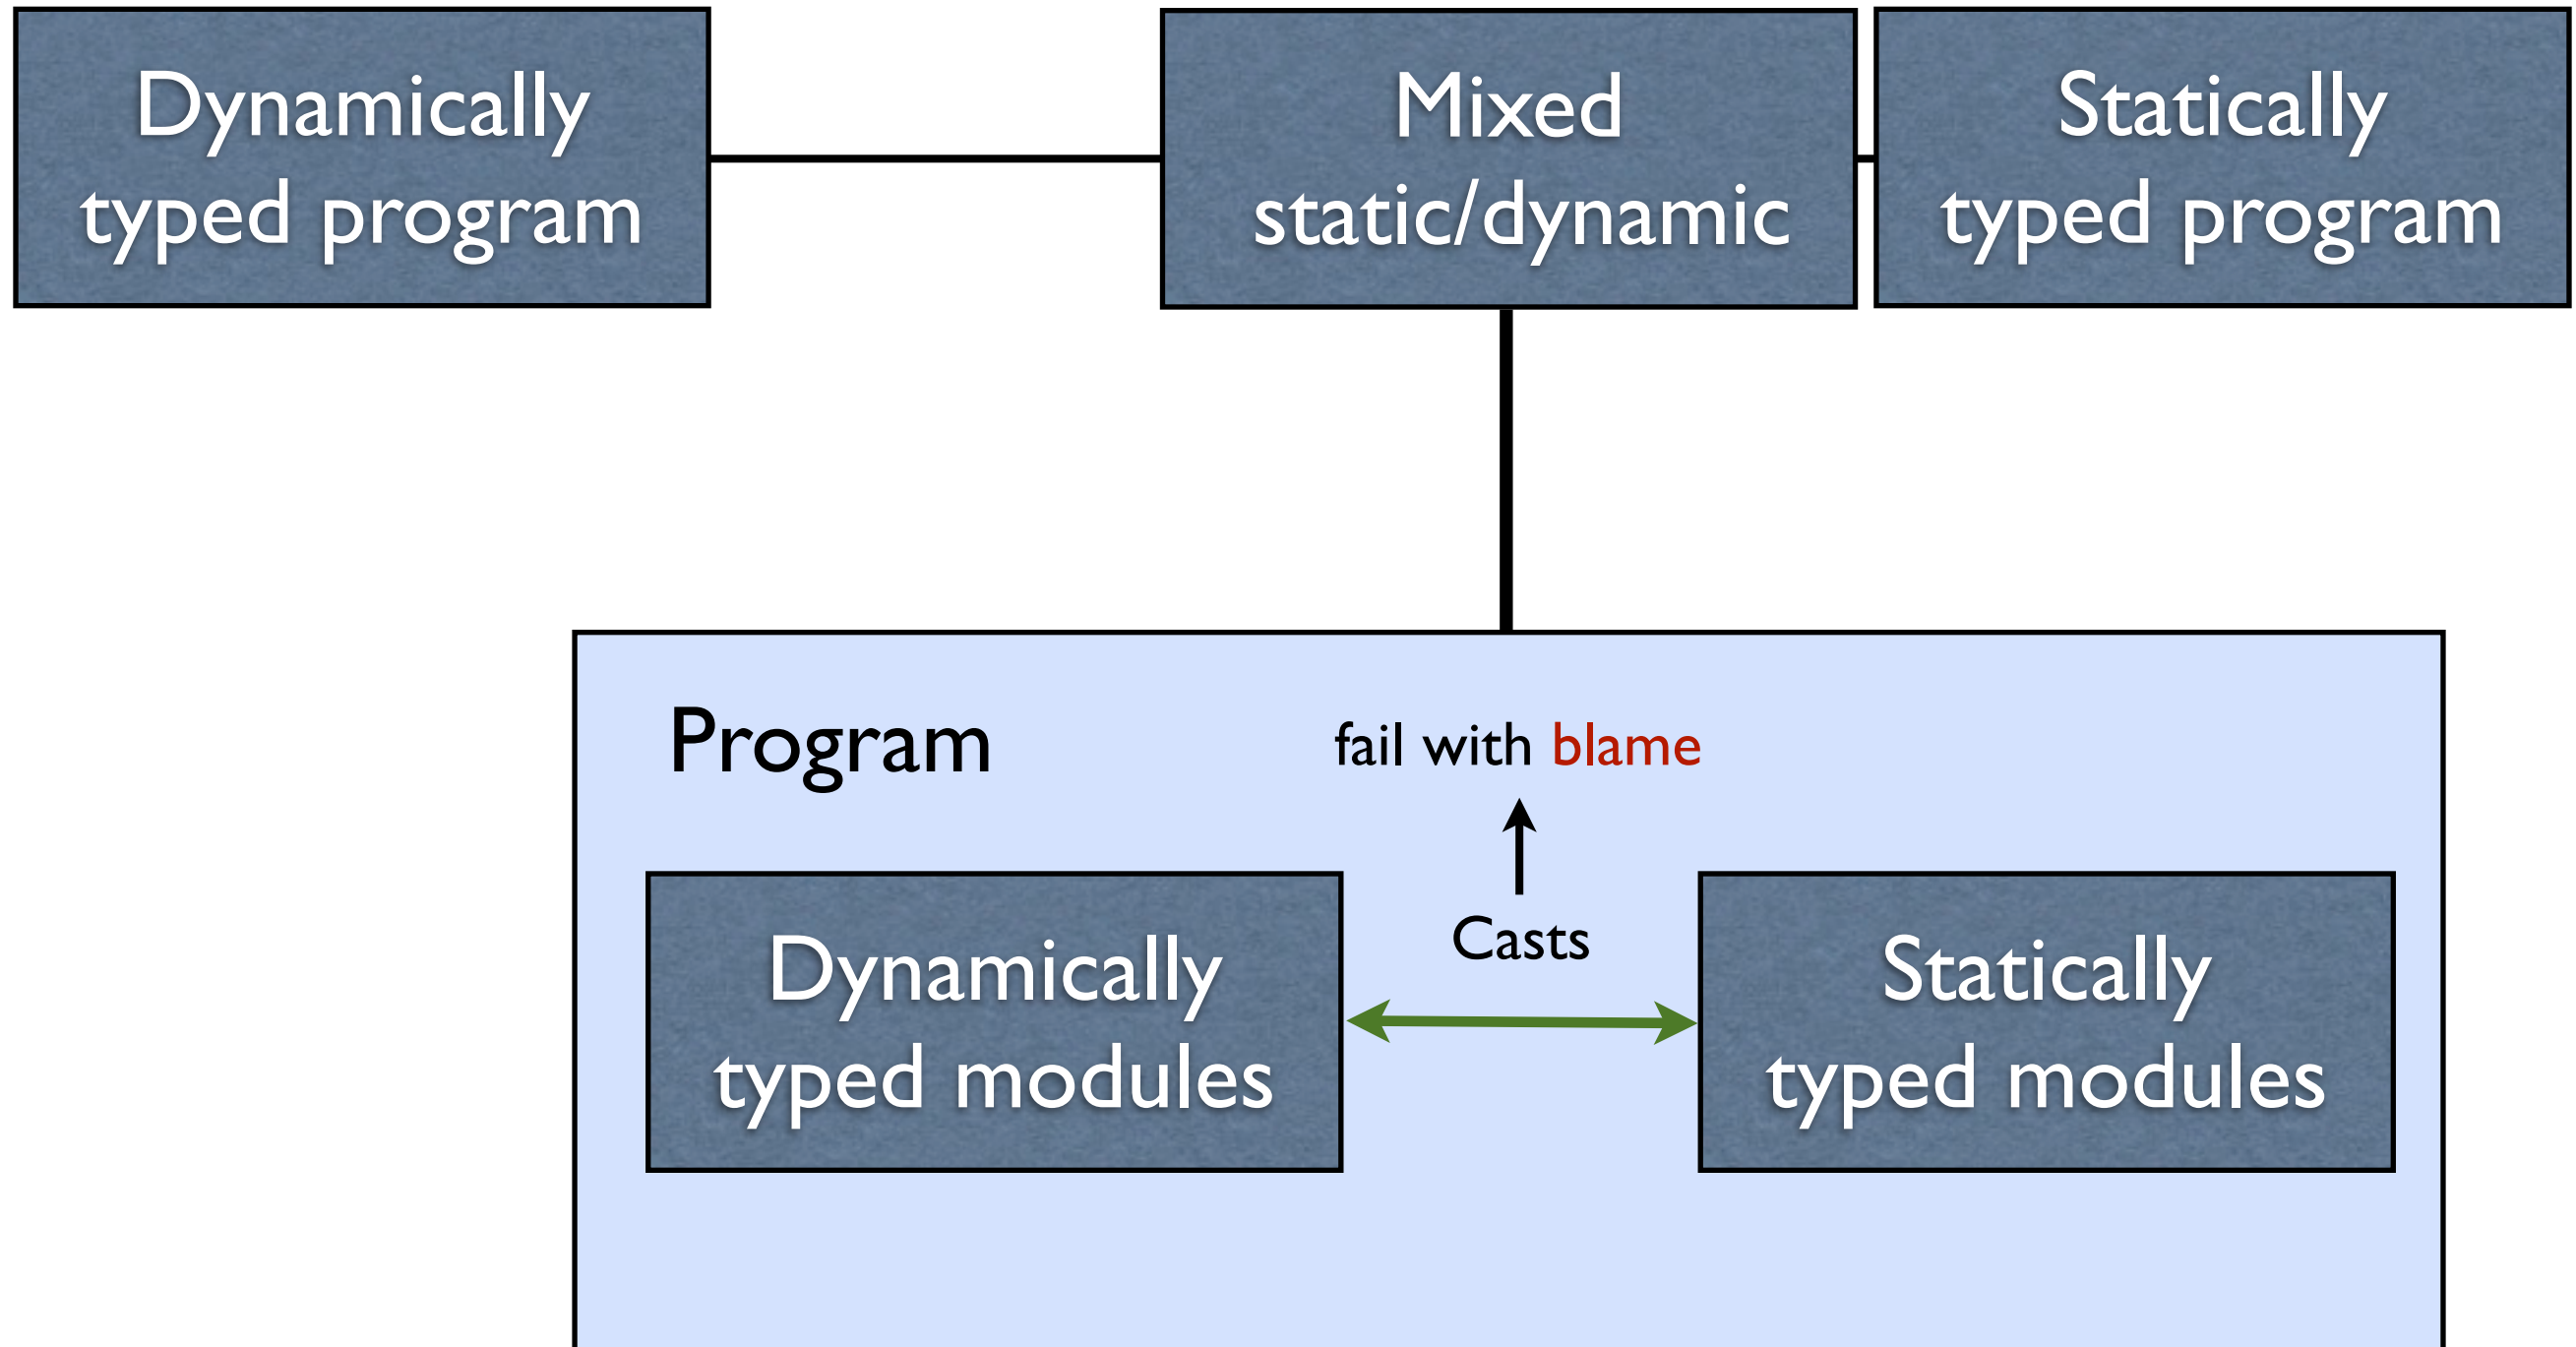 Dynamically
typed program
Mixed
static/dynamic
Statically
typed program
Program
fail with blame
Casts
Dynamically
typed modules
Statically
typed modules